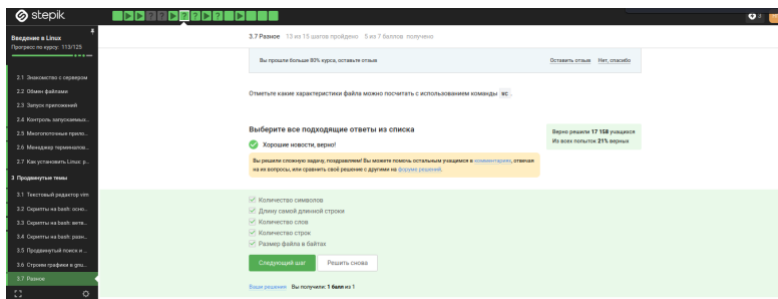 stepik
3
Введение в Linux
Прогресс по курсу: 113/125
2.1 Знакомство с сервером
2.2 Обмен файлами
2.3 Запуск приложений
2.4 Контроль запускаемых...
2.5 Многопоточные прило...
2.6 Менеджер терминалов...
2.7 Как установить Linux: р...
3 Продвинутые темы
3.1 Текстовый редактор vim
3.2 Скрипты на bash: осно...
3.3 Скрипты на bash: ветв...
3.4 Скрипты на bash: разн...
3.5 Продвинутый поиск и ...
3.6 Строим графики в gnu...
3.7 Разное
3.7 Разное 13 из 13 шагов пройдено 5 из 7 баллов получено
Вы прошли больше 80% курса, оставьте отзыв
Оставить отзыв Нет, спасибо
Отметьте какие характеристики файла можно посчитать с использованием команды wc.
Выберите все подходящие ответы из списка
Верно решили 17 158 учащихся
Из всех попыток 21% верных
Хорошие новости, верно!
Вы решили сложную задачу, поздравляем! Вы можете помочь остальным учащимся в комментариях, отвечая
на их вопросы, или сравнить своё решение с другими на форуме решений.
Количество символов
Длину самой длинной строки
Количество слов
Количество строк
Размер файла в байтах
Следующий шаг Решить снова
Ваши решения Вы получили: 1 балл из 1